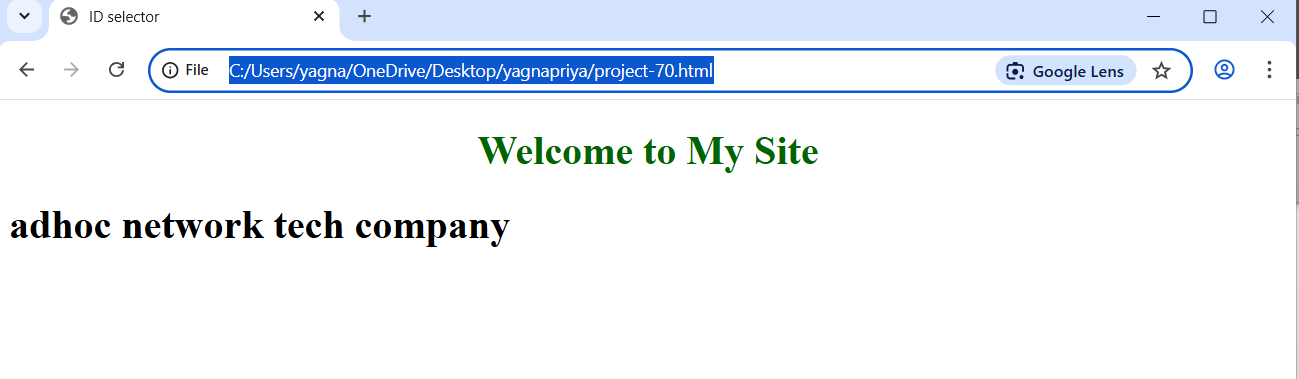 ID selector
File C:/Users/yagna/OneDrive/Desktop/yagnapriya/project-70.html Google Lens
Welcome to My Site
adhoc network tech company